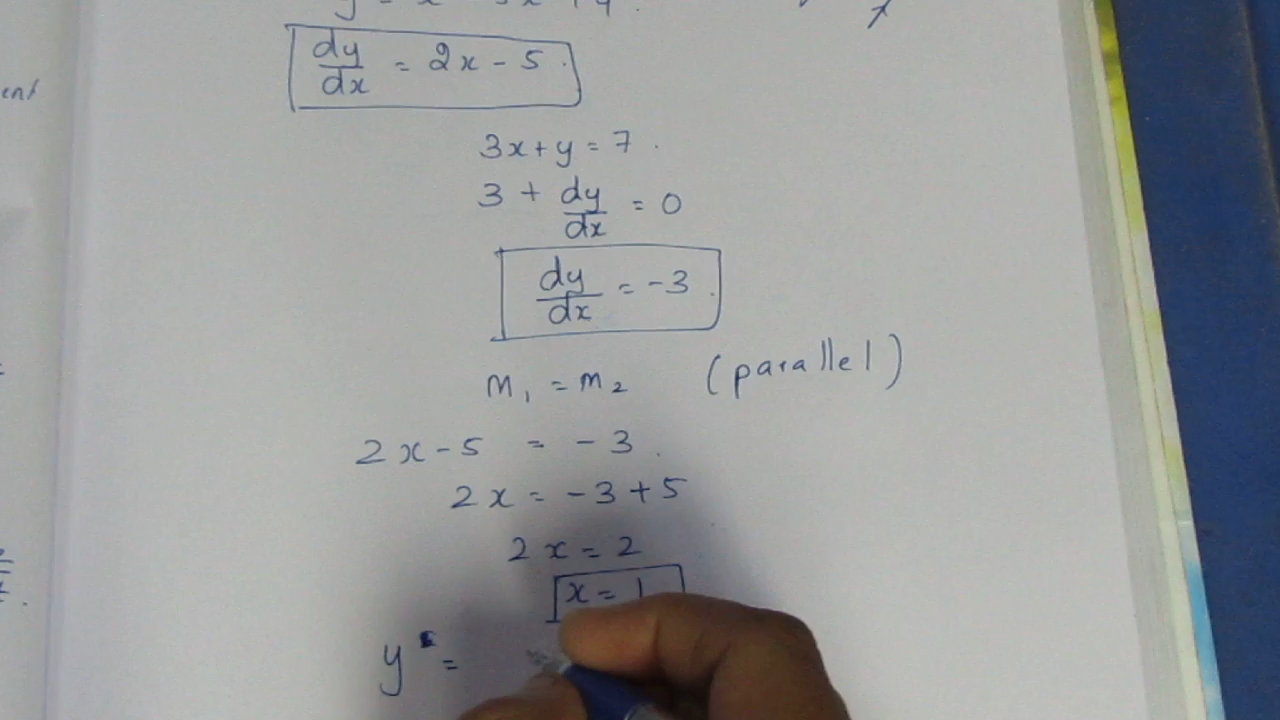 dy/dx = 2x - 5.
ent
3x + y = 7.
3 + dy/dx = 0
dy/dx = -3.
m₁ = m₂ (parallel)
2x - 5 = -3.
2x = -3 + 5
2x = 2
x = 1
y =